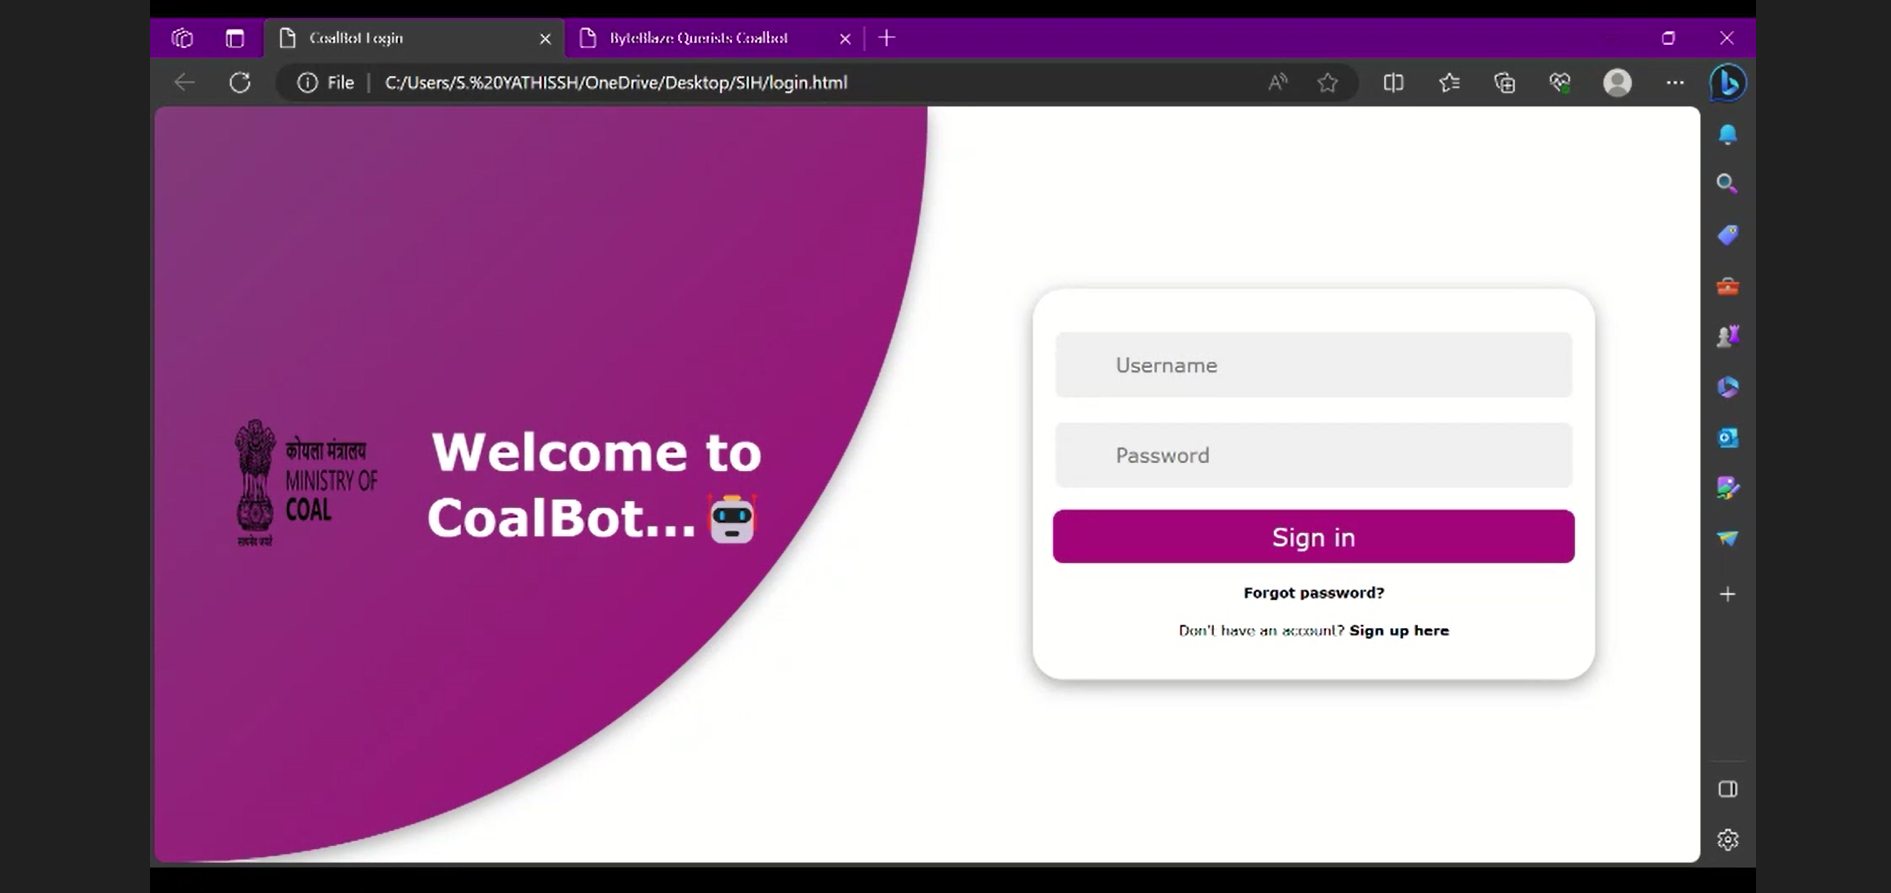 CoalBot Login
ByteBlaze Querists Coalbot
File
C:/Users/S.%20YATHISSH/OneDrive/Desktop/SIH/login.html
कोयला मंत्रालय
MINISTRY OF
COAL
सत्यमेव जयते
Welcome to
CoalBot...
Username
Password
Sign in
Forgot password?
Don't have an account? Sign up here